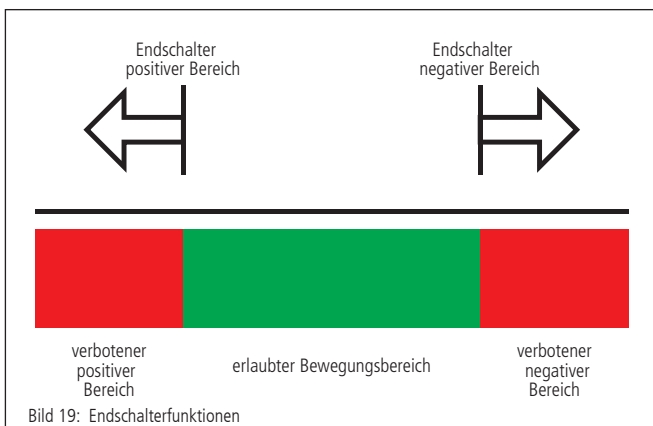 Endschalter
positiver Bereich
Endschalter
negativer Bereich
verbotener
positiver
Bereich
erlaubter Bewegungsbereich
verbotener
negativer
Bereich
Bild 19: Endschalterfunktionen